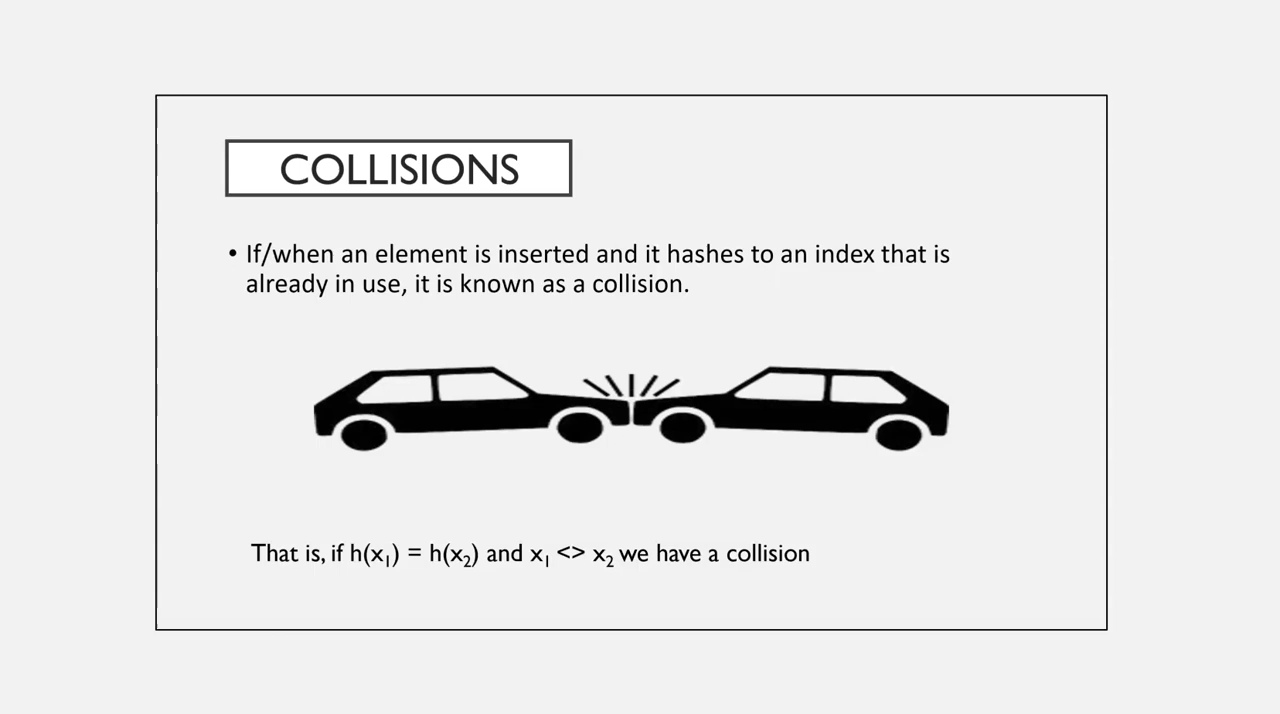 COLLISIONS
• If/when an element is inserted and it hashes to an index that is
already in use, it is known as a collision.
That is, if h(x₁) = h(x₂) and x₁ <> x₂ we have a collision